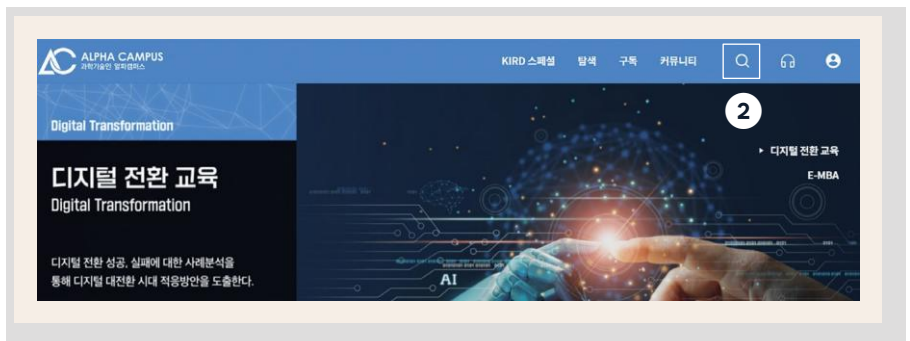 ALPHA CAMPUS
과학기술인 알파캠퍼스
KIRD 스페셜 탐색 구독 커뮤니티
2
Digital Transformation
디지털 전환 교육
Digital Transformation
디지털 전환 성공, 실패에 대한 사례분석을
통해 디지털 대전환 시대 적응방안을 도출한다.
▸ 디지털 전환 교육
E-MBA
AI